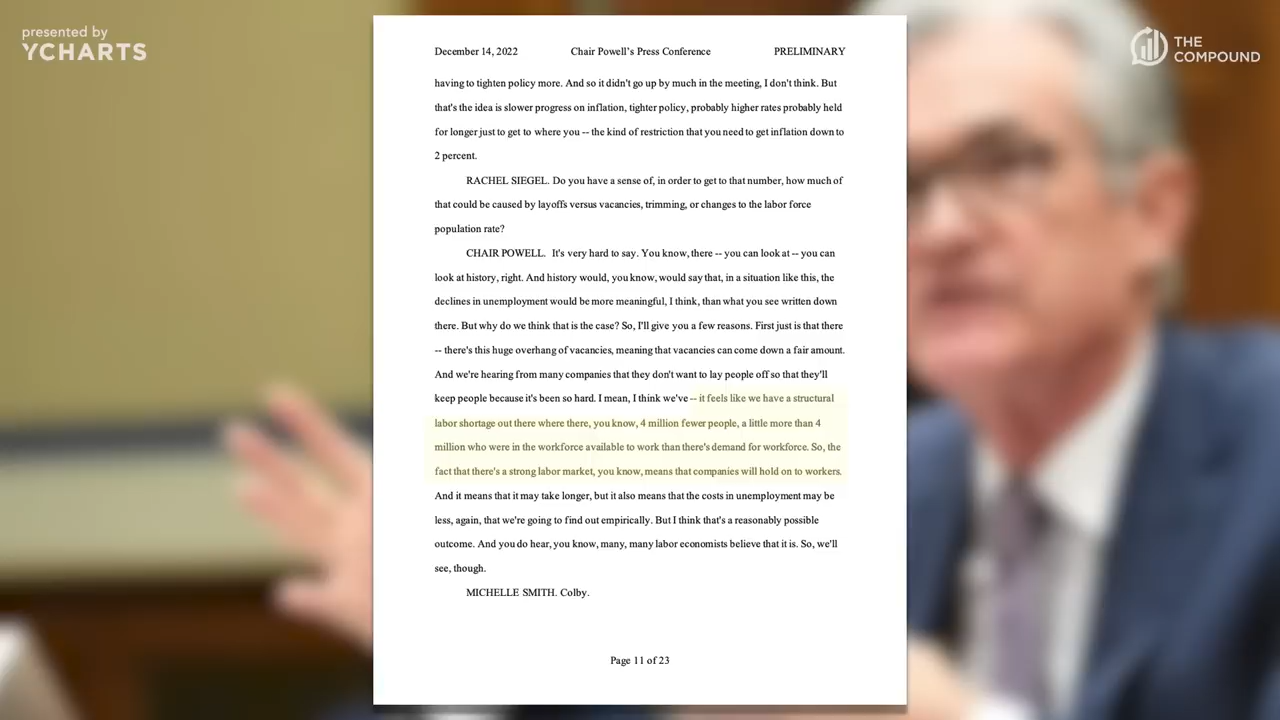 presented by
YCHARTS
THE
COMPOUND
December 14, 2022 Chair Powell's Press Conference PRELIMINARY
having to tighten policy more. And so it didn't go up by much in the meeting, I don't think. But
that's the idea is slower progress on inflation, tighter policy, probably higher rates probably held
for longer just to get to where you -- the kind of restriction that you need to get inflation down to
2 percent.
RACHEL SIEGEL. Do you have a sense of, in order to get to that number, how much of
that could be caused by layoffs versus vacancies, trimming, or changes to the labor force
population rate?
CHAIR POWELL. It's very hard to say. You know, there -- you can look at -- you can
look at history, right. And history would, you know, would say that, in a situation like this, the
declines in unemployment would be more meaningful, I think, than what you see written down
there. But why do we think that is the case? So, I'll give you a few reasons. First just is that there
-- there's this huge overhang of vacancies, meaning that vacancies can come down a fair amount.
And we're hearing from many companies that they don't want to lay people off so that they'll
keep people because it's been so hard. I mean, I think we've -- it feels like we have a structural
labor shortage out there where there, you know, 4 million fewer people, a little more than 4
million who were in the workforce available to work than there's demand for workforce. So, the
fact that there's a strong labor market, you know, means that companies will hold on to workers.
And it means that it may take longer, but it also means that the costs in unemployment may be
less, again, that we're going to find out empirically. But I think that's a reasonably possible
outcome. And you do hear, you know, many, many labor economists believe that it is. So, we'll
see, though.
MICHELLE SMITH. Colby.
Page 11 of 23